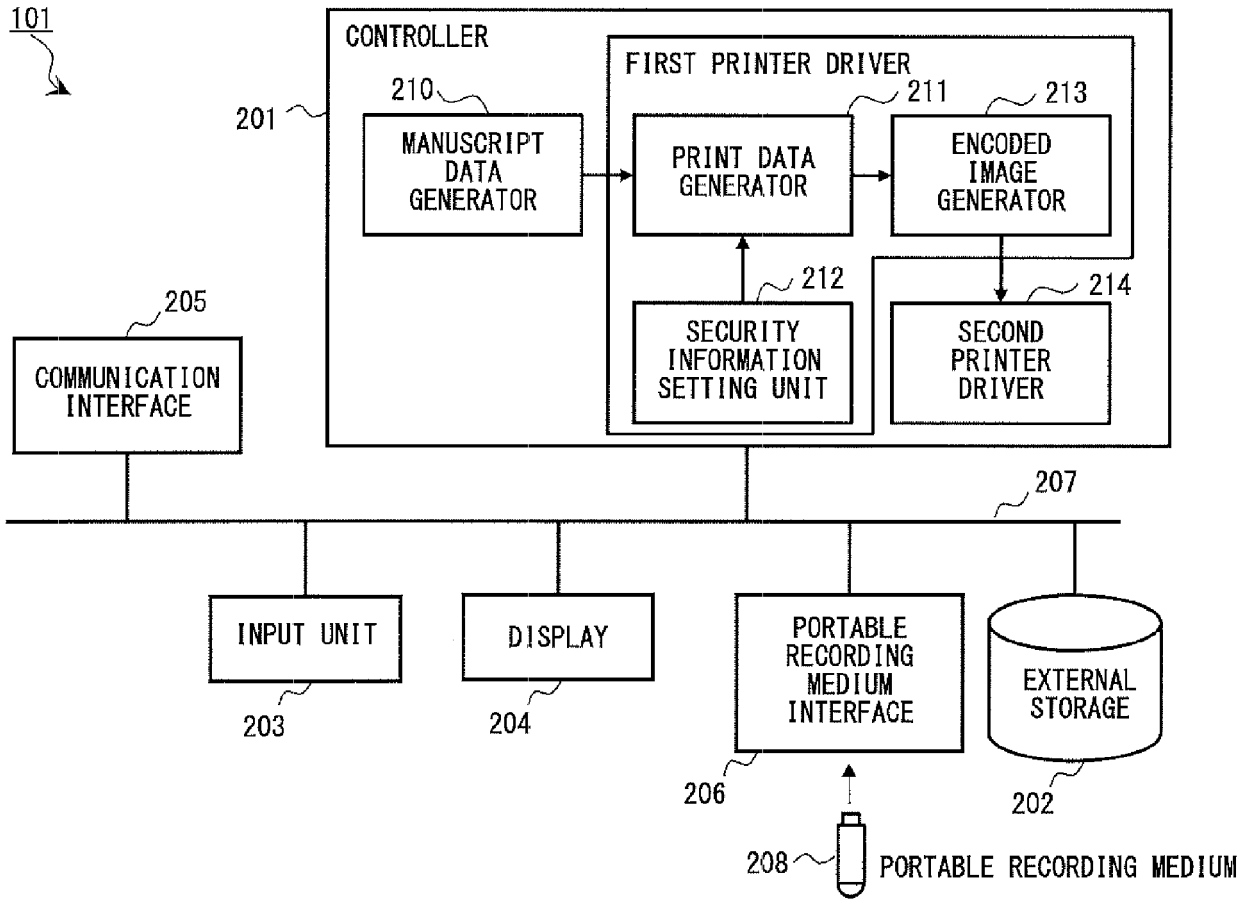 101
CONTROLLER
FIRST PRINTER DRIVER
201
210
211
213
MANUSCRIPT
DATA
GENERATOR
PRINT DATA
GENERATOR
ENCODED
IMAGE
GENERATOR
212
214
SECURITY
INFORMATION
SETTING UNIT
SECOND
PRINTER
DRIVER
205
COMMUNICATION
INTERFACE
207
INPUT UNIT
203
DISPLAY
204
PORTABLE
RECORDING
MEDIUM
INTERFACE
206
EXTERNAL
STORAGE
202
208
PORTABLE RECORDING MEDIUM